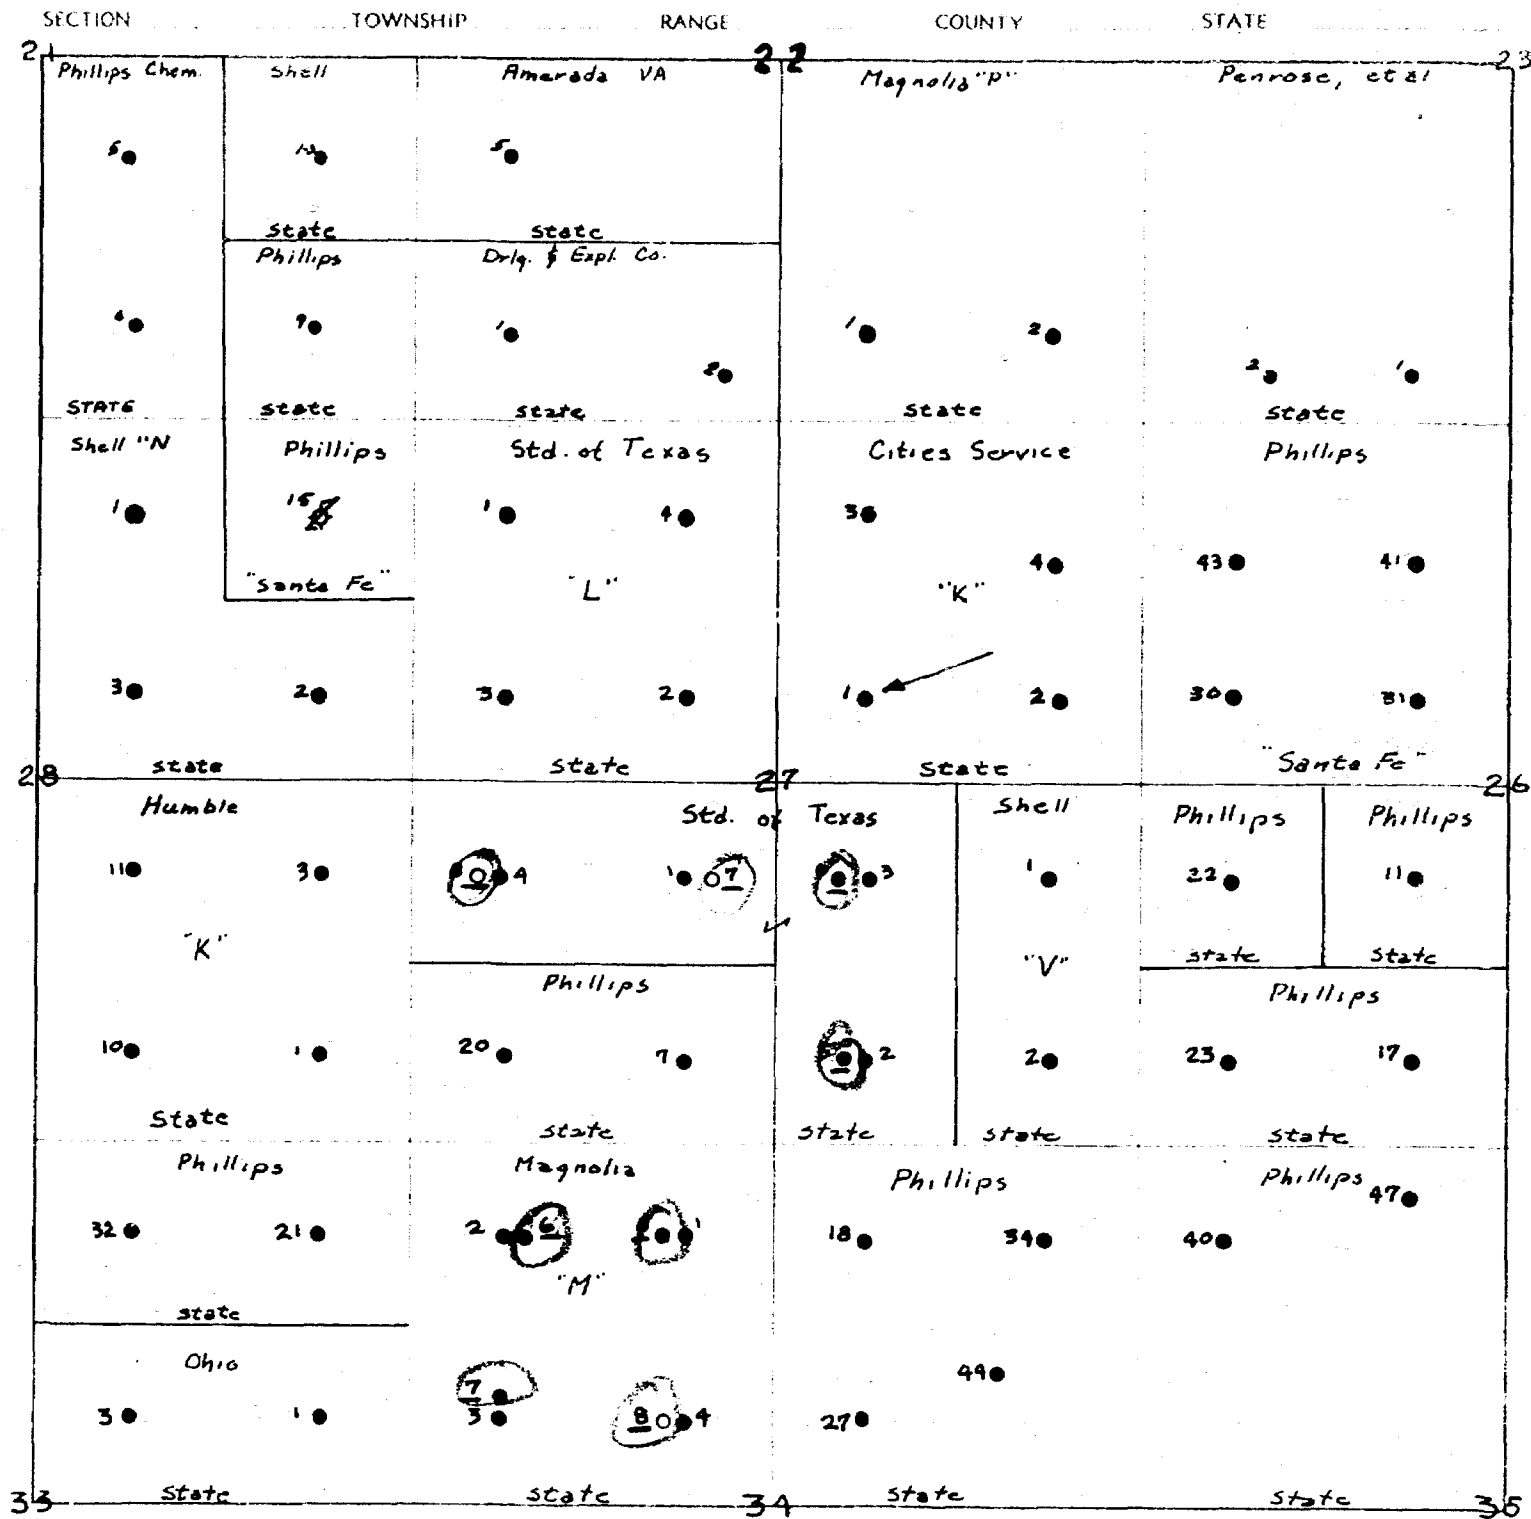 SECTION TOWNSHIP RANGE COUNTY STATE
21 22 23
Phillips Chem. Shell Amerada VA Magnolia "P" Penrose, et al
5 5
state state
Phillips Drlg. & Expl. Co.
4 9 1 1 2
2 2 1
STATE state state state state
Shell "N Phillips Std. of Texas Cities Service Phillips
1 15 1 4 3
4 43 41
"Santa Fe" "L" "K"
3 2 3 2 1 2 30 31
"Santa Fe"
state state State
28 27 26
Humble Std. of Texas Shell Phillips Phillips
11 3 4 1 7 3 1 22 11
"K" "V" state state
Phillips Phillips
10 1 20 7 2 2 23 17
State state state state state
Phillips Magnolia Phillips Phillips 47
32 21 2 6 1 18 34 40
"M"
state
Ohio
7 44
3 1 3 8 4 27
State state state state
33 34 35